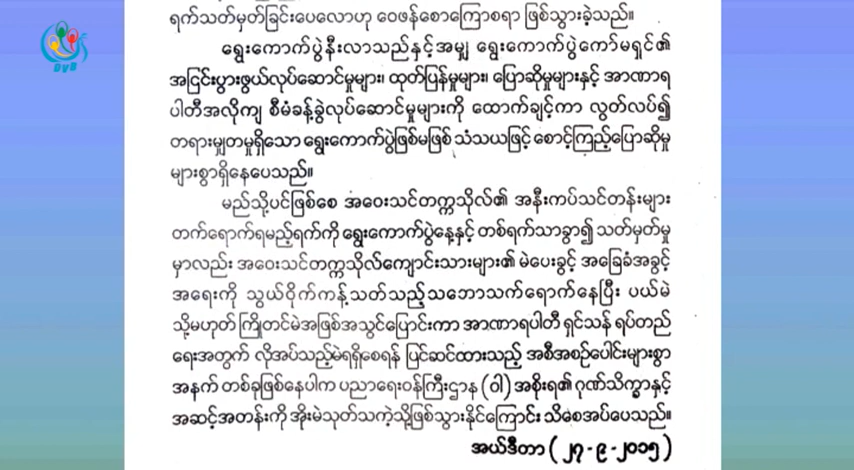 ရက်သတ်မှတ်ခြင်းပေလောဟု ဝေဖန်စောကြောစရာ ဖြစ်သွားခဲ့သည်။
DVB
ရွေးကောက်ပွဲနီးလာသည်နှင့်အမျှ ရွေးကောက်ပွဲကော်မရှင်၏
အငြင်းပွားဖွယ်လုပ်ဆောင်မှုများ၊ ထုတ်ပြန်မှုများ၊ ပြောဆိုမှုများနှင့် အာဏာရ
ပါတီအလိုကျ စီမံခန့်ခွဲလုပ်ဆောင်မှုများကို ထောက်ချင့်ကာ လွတ်လပ်၍
တရားမျှတမှုရှိသော ရွေးကောက်ပွဲဖြစ်မဖြစ် သံသယဖြင့် စောင့်ကြည့်ပြောဆိုမှု
များစွာရှိနေပေသည်။
မည်သို့ပင်ဖြစ်စေ အဝေးသင်တက္ကသိုလ်၏ အနီးကပ်သင်တန်းများ
တက်ရောက်ရမည့်ရက်ကို ရွေးကောက်ပွဲနေ့နှင့် တစ်ရက်သာခွာ၍ သတ်မှတ်မှု
မှာလည်း အဝေးသင်တက္ကသိုလ်ကျောင်းသားများ၏ မဲပေးခွင့် အခြေခံအခွင့်
အရေးကို သွယ်ဝိုက်ကန့်သတ်သည့်သဘောသက်ရောက်နေပြီး ပယ်မဲ
သို့မဟုတ် ကြိုတင်မဲအဖြစ်အသွင်ပြောင်းကာ အာဏာရပါတီ ရှင်သန် ရပ်တည်
ရေးအတွက် လိုအပ်သည့်မဲရရှိစေရန် ပြင်ဆင်ထားသည့် အစီအစဉ်ပေါင်းများစွာ
အနက် တစ်ခုဖြစ်နေပါက ပညာရေးဝန်ကြီးဌာန (ဝါ) အစိုးရ၏ ဂုဏ်သိက္ခာနှင့်
အဆင့်အတန်းကို အိုးမဲသုတ်သကဲ့သို့ဖြစ်သွားနိုင်ကြောင်း သိစေအပ်ပေသည်။
အယ်ဒီတာ (၂၇-၉-၂၀၁၅)